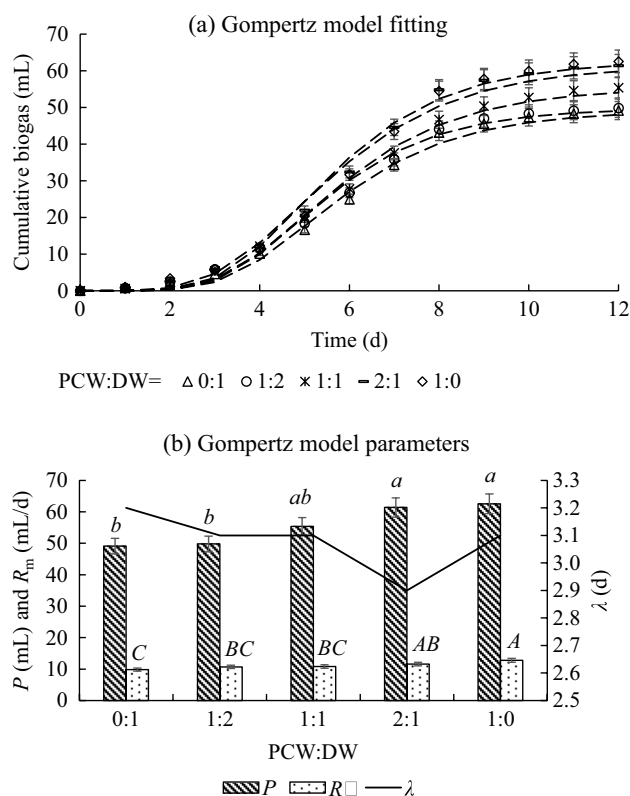 (a) Gompertz model fitting
Cumulative biogas (mL)
70
60
50
40
30
20
10
0
0 2 4 6 8 10 12
Time (d)
PCW:DW= 0:1 1:2 1:1 2:1 1:0
(b) Gompertz model parameters
P (mL) and Rm (mL/d)
70
60
50
40
30
20
10
0
b b ab a a
C BC BC AB A
3.3
3.2
3.1
3.0
2.9
2.8
2.7
2.6
2.5
λ (d)
0:1 1:2 1:1 2:1 1:0
PCW:DW
P R λ